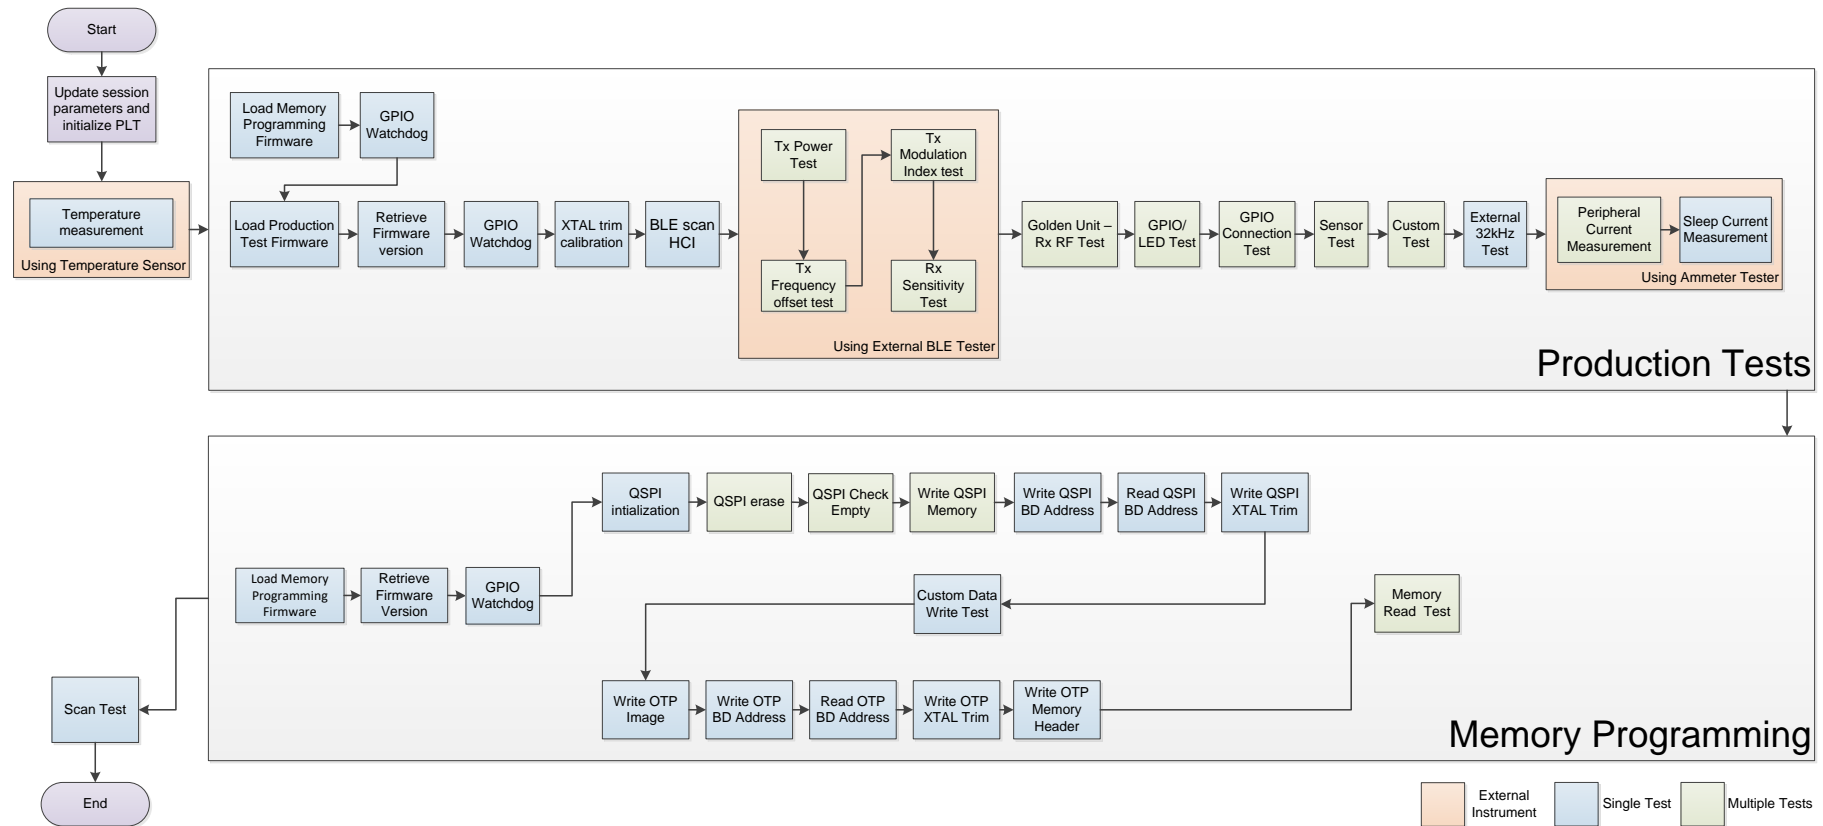 Start
Update session
parameters and
initialize PLT
Temperature
measurement
Using Temperature Sensor
Load Memory
Programming
Firmware
GPIO
Watchdog
Load Production
Test Firmware
Retrieve
Firmware
version
GPIO
Watchdog
XTAL trim
calibration
BLE scan
HCI
Tx Power
Test
Tx
Frequency
offset test
Tx
Modulation
Index test
Rx
Sensitivity
Test
Using External BLE Tester
Golden Unit –
Rx RF Test
GPIO/
LED Test
GPIO
Connection
Test
Sensor
Test
Custom
Test
External
32kHz
Test
Peripheral
Current
Measurement
Sleep Current
Measurement
Using Ammeter Tester
Production Tests
Load Memory
Programming
Firmware
Retrieve
Firmware
Version
GPIO
Watchdog
QSPI
intialization
QSPI erase
QSPI Check
Empty
Write QSPI
Memory
Write QSPI
BD Address
Read QSPI
BD Address
Write QSPI
XTAL Trim
Custom Data
Write Test
Write OTP
Image
Write OTP
BD Address
Read OTP
BD Address
Write OTP
XTAL Trim
Write OTP
Memory
Header
Memory
Read  Test
Memory Programming
Scan Test
End
External
Instrument
Single Test
Multiple Tests